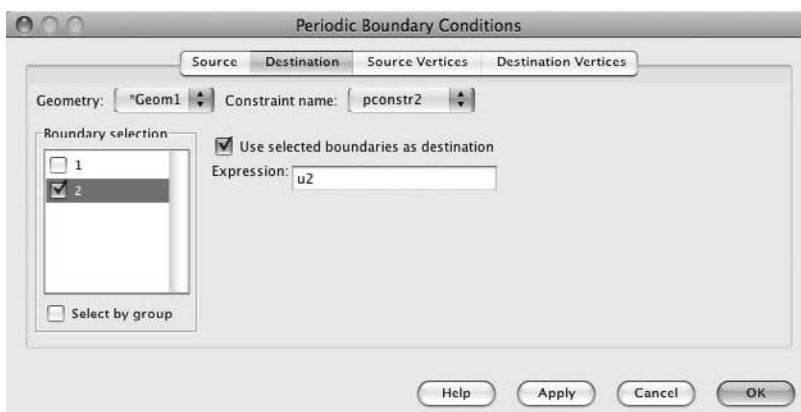 Periodic Boundary Conditions
Source Destination Source Vertices Destination Vertices
Geometry: *Geom1 Constraint name: pconstr2
Boundary selection
Use selected boundaries as destination
1
Expression: u2
2
Select by group
Help Apply Cancel OK